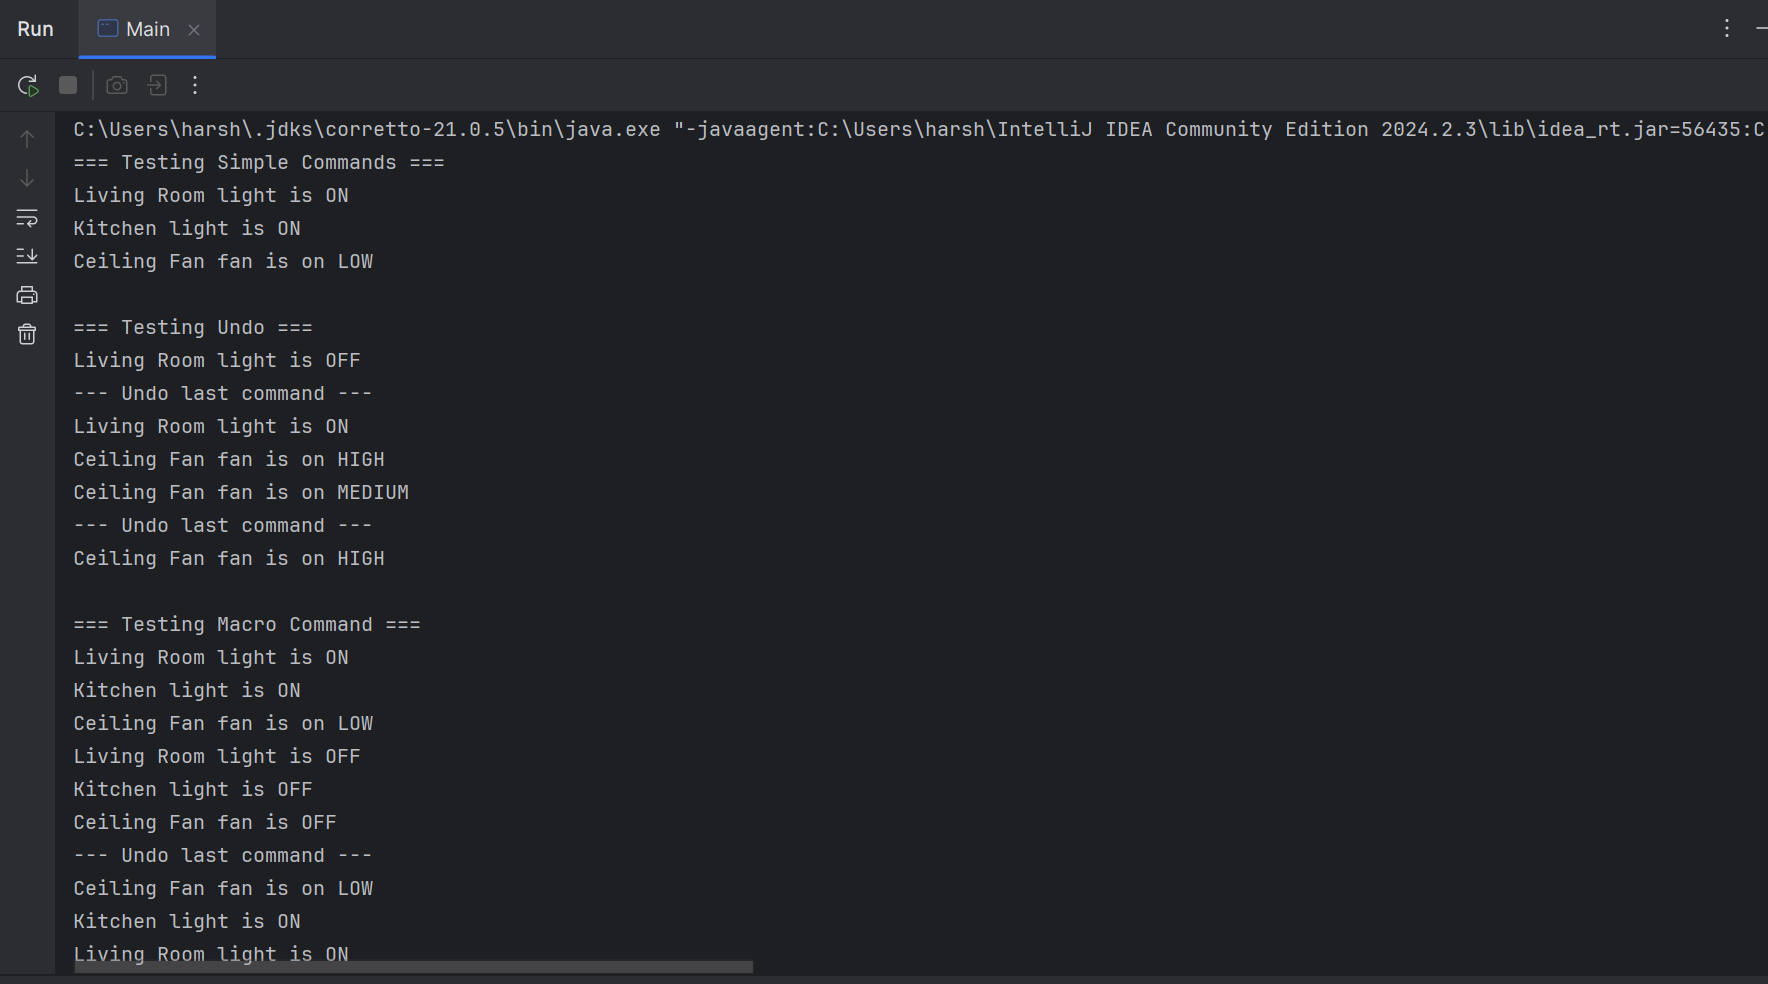 Run Main
C:\Users\harsh\.jdks\corretto-21.0.5\bin\java.exe "-javaagent:C:\Users\harsh\IntelliJ IDEA Community Edition 2024.2.3\lib\idea_rt.jar=56435:C
=== Testing Simple Commands ===
Living Room light is ON
Kitchen light is ON
Ceiling Fan fan is on LOW
=== Testing Undo ===
Living Room light is OFF
--- Undo last command ---
Living Room light is ON
Ceiling Fan fan is on HIGH
Ceiling Fan fan is on MEDIUM
--- Undo last command ---
Ceiling Fan fan is on HIGH
=== Testing Macro Command ===
Living Room light is ON
Kitchen light is ON
Ceiling Fan fan is on LOW
Living Room light is OFF
Kitchen light is OFF
Ceiling Fan fan is OFF
--- Undo last command ---
Ceiling Fan fan is on LOW
Kitchen light is ON
Living Room light is ON